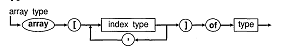 array type
array [ index type ] of type
,